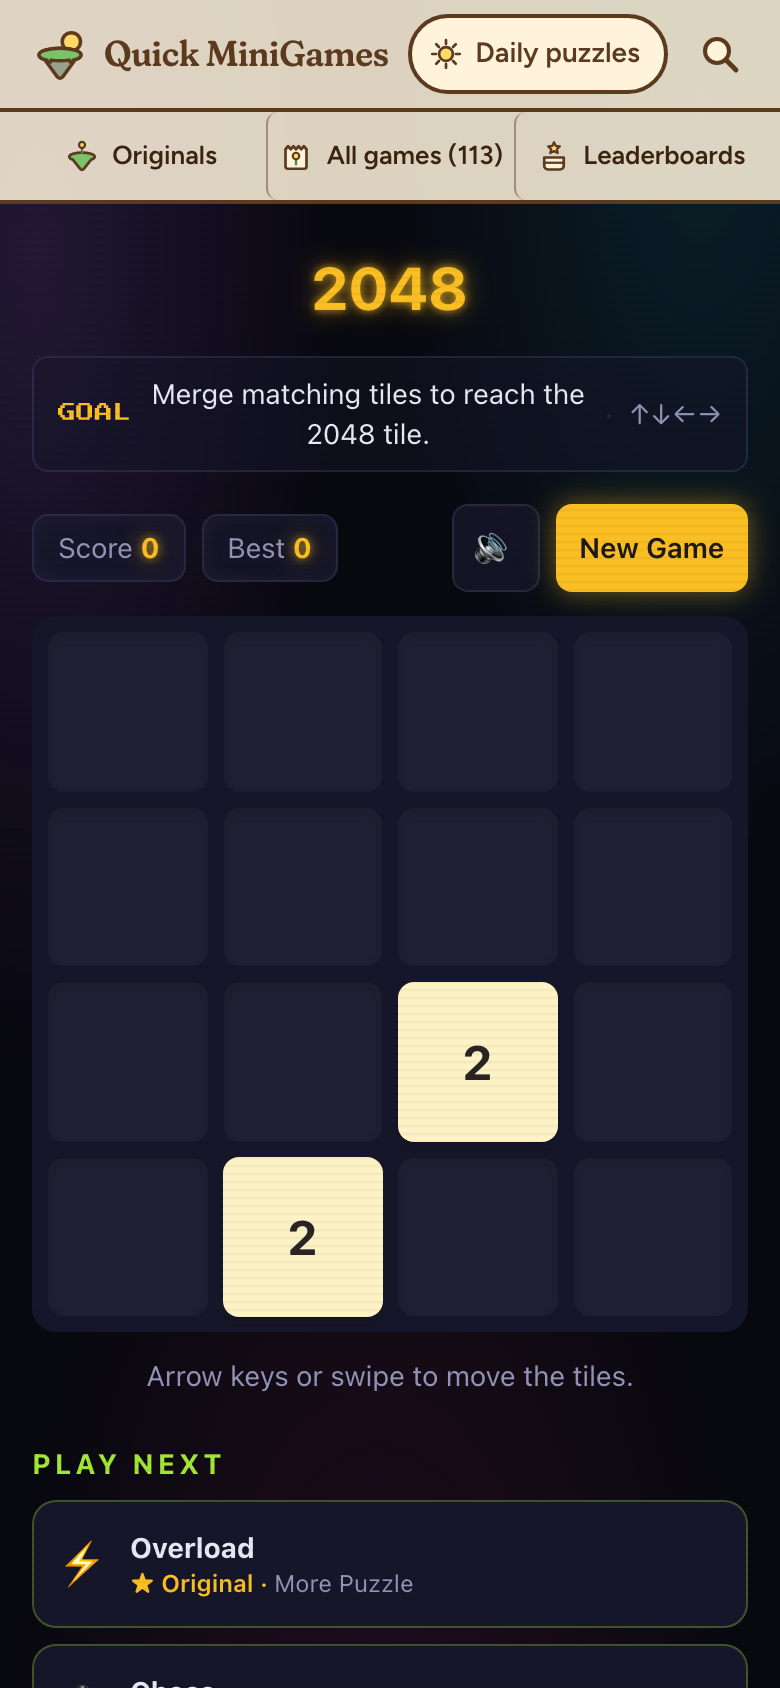 Quick MiniGames
Daily puzzles
Originals
All games (113)
Leaderboards
2048
GOAL
Merge matching tiles to reach the
2048 tile.
· ↑↓←→
Score 0
Best 0
New Game
2
2
Arrow keys or swipe to move the tiles.
PLAY NEXT
Overload
★ Original · More Puzzle
Chess